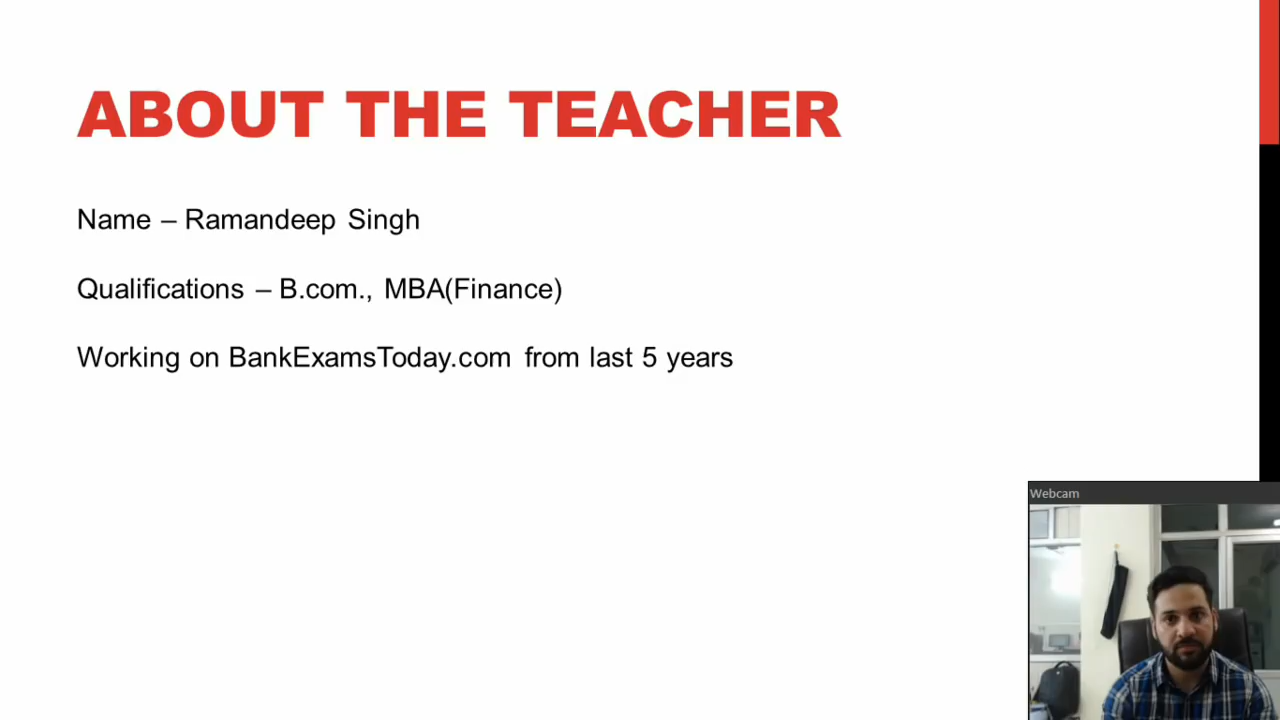 ABOUT THE TEACHER
Name – Ramandeep Singh
Qualifications – B.com., MBA(Finance)
Working on BankExamsToday.com from last 5 years
Webcam